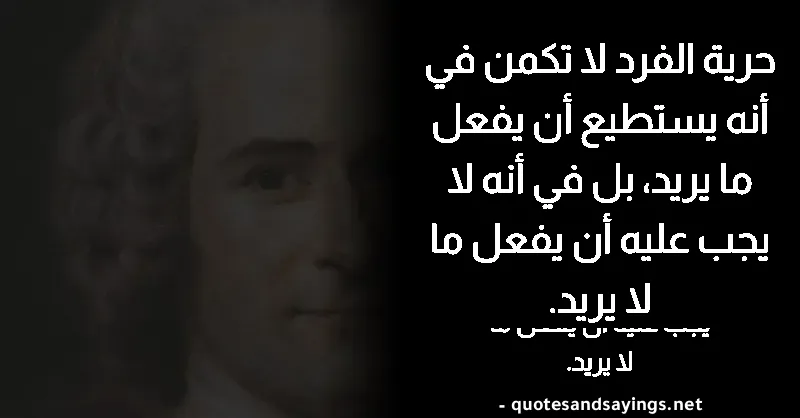 حرية الفرد لا تكمن في
أنه يستطيع أن يفعل
ما يريد، بل في أنه لا
يجب عليه أن يفعل ما
لا يريد.
لا يريد.
- quotesandsayings.net